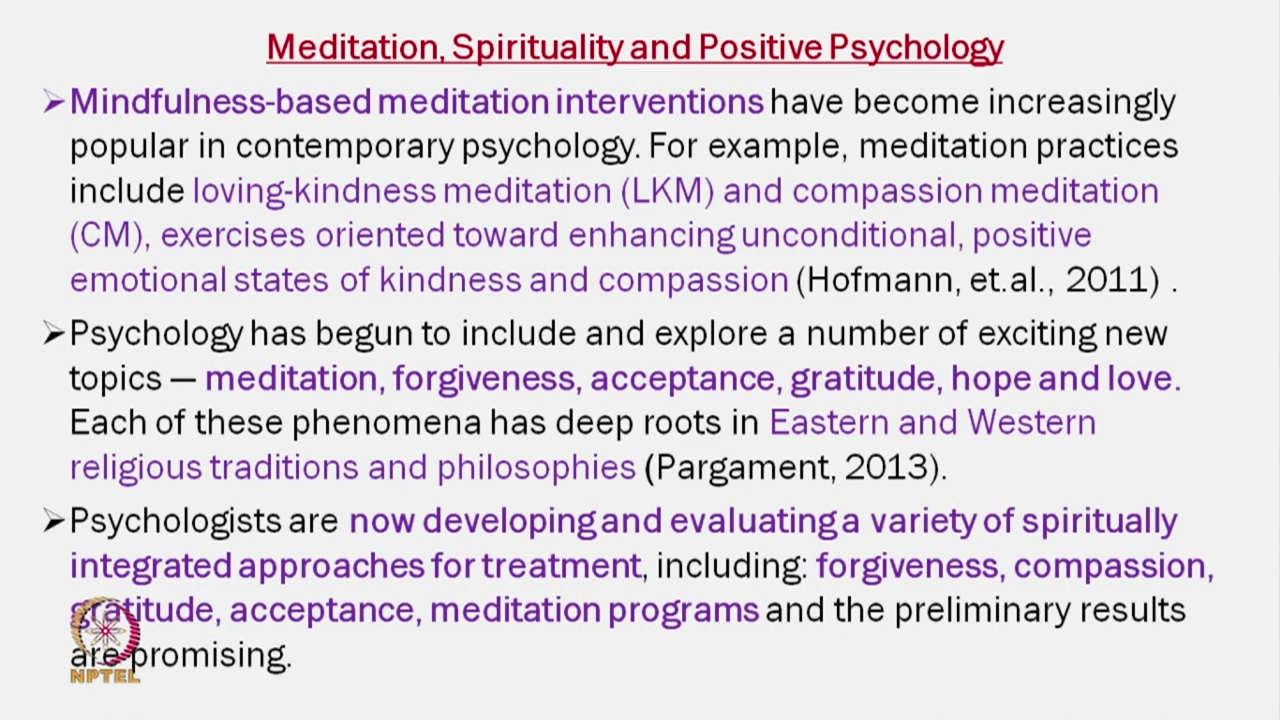 Meditation, Spirituality and Positive Psychology
➢Mindfulness-based meditation interventions have become increasingly
popular in contemporary psychology. For example, meditation practices
include loving-kindness meditation (LKM) and compassion meditation
(CM), exercises oriented toward enhancing unconditional, positive
emotional states of kindness and compassion (Hofmann, et.al., 2011) .
➢Psychology has begun to include and explore a number of exciting new
topics — meditation, forgiveness, acceptance, gratitude, hope and love.
Each of these phenomena has deep roots in Eastern and Western
religious traditions and philosophies (Pargament, 2013).
➢Psychologists are now developing and evaluating a variety of spiritually
integrated approaches for treatment, including: forgiveness, compassion,
gratitude, acceptance, meditation programs and the preliminary results
are promising.
NPTEL